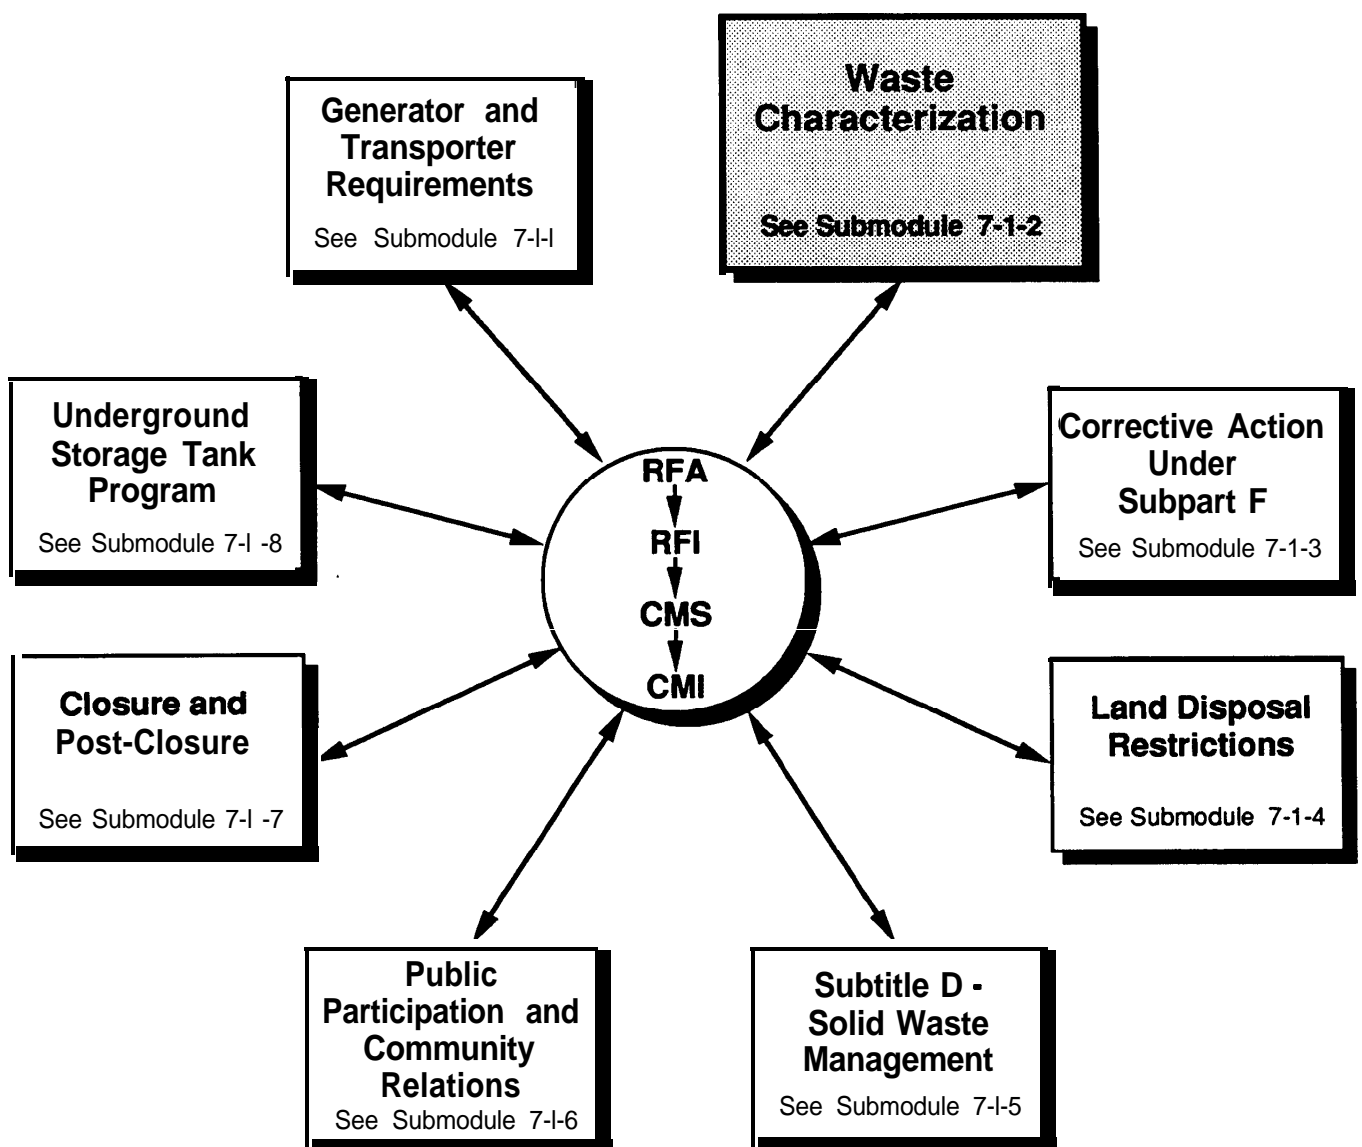 Generator and
Transporter
Requirements
See Submodule 7-l-l
Waste
Characterization
See Submodule 7-1-2
Underground
Storage Tank
Program
See Submodule 7-l -8
Corrective Action
Under
Subpart F
See Submodule 7-1-3
RFA
RFI
CMS
CMI
Closure and
Post-Closure
See Submodule 7-l -7
Land Disposal
Restrictions
See Submodule 7-1-4
Public
Participation and
Community
Relations
See Submodule 7-l-6
Subtitle D -
Solid Waste
Management
See Submodule 7-l-5